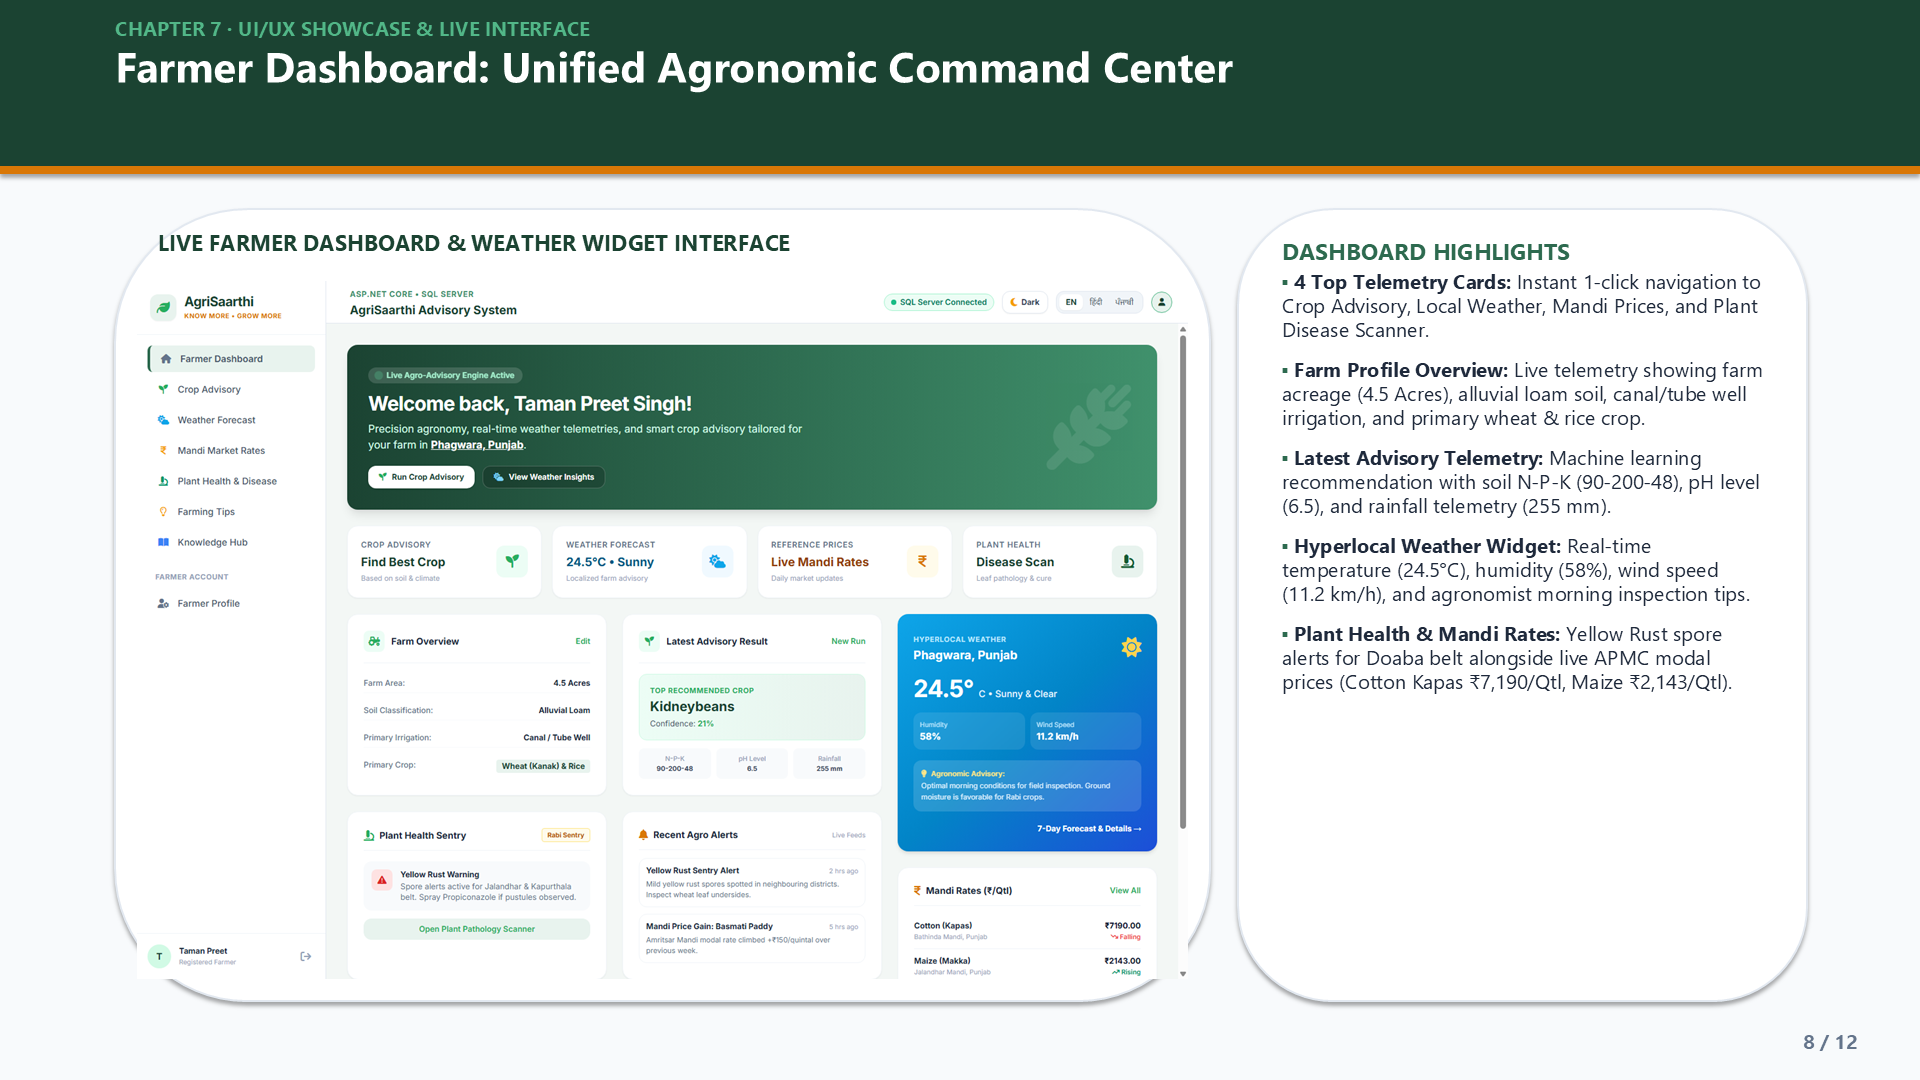 CHAPTER 7 · UI/UX SHOWCASE & LIVE INTERFACE
Farmer Dashboard: Unified Agronomic Command Center
LIVE FARMER DASHBOARD & WEATHER WIDGET INTERFACE
AgriSaarthi
KNOW MORE • GROW MORE
Farmer Dashboard
Crop Advisory
Weather Forecast
Mandi Market Rates
Plant Health & Disease
Farming Tips
Knowledge Hub
FARMER ACCOUNT
Farmer Profile
T
Taman Preet
Registered Farmer
ASP.NET CORE • SQL SERVER
AgriSaarthi Advisory System
SQL Server Connected
Dark
EN हिंदी ਪੰਜਾਬੀ
Live Agro-Advisory Engine Active
Welcome back, Taman Preet Singh!
Precision agronomy, real-time weather telemetries, and smart crop advisory tailored for
your farm in Phagwara, Punjab.
Run Crop Advisory
View Weather Insights
CROP ADVISORY
Find Best Crop
Based on soil & climate
WEATHER FORECAST
24.5°C • Sunny
Localized farm advisory
REFERENCE PRICES
Live Mandi Rates
Daily market updates
₹
PLANT HEALTH
Disease Scan
Leaf pathology & cure
Farm Overview
Edit
Farm Area: 4.5 Acres
Soil Classification: Alluvial Loam
Primary Irrigation: Canal / Tube Well
Primary Crop: Wheat (Kanak) & Rice
Latest Advisory Result
New Run
TOP RECOMMENDED CROP
Kidneybeans
Confidence: 21%
N-P-K
90-200-48
pH Level
6.5
Rainfall
255 mm
HYPERLOCAL WEATHER
Phagwara, Punjab
24.5° C • Sunny & Clear
Humidity
58%
Wind Speed
11.2 km/h
Agronomic Advisory:
Optimal morning conditions for field inspection. Ground
moisture is favorable for Rabi crops.
7-Day Forecast & Details →
Plant Health Sentry
Rabi Sentry
Yellow Rust Warning
Spore alerts active for Jalandhar & Kapurthala
belt. Spray Propiconazole if pustules observed.
Open Plant Pathology Scanner
Recent Agro Alerts
Live Feeds
Yellow Rust Sentry Alert
2 hrs ago
Mild yellow rust spores spotted in neighbouring districts.
Inspect wheat leaf undersides.
Mandi Price Gain: Basmati Paddy
5 hrs ago
Amritsar Mandi modal rate climbed +₹150/quintal over
previous week.
₹ Mandi Rates (₹/Qtl)
View All
Cotton (Kapas)
₹7190.00
Bathinda Mandi, Punjab
Falling
Maize (Makka)
₹2143.00
Jalandhar Mandi, Punjab
Rising
DASHBOARD HIGHLIGHTS
▪ 4 Top Telemetry Cards: Instant 1-click navigation to
Crop Advisory, Local Weather, Mandi Prices, and Plant
Disease Scanner.
▪ Farm Profile Overview: Live telemetry showing farm
acreage (4.5 Acres), alluvial loam soil, canal/tube well
irrigation, and primary wheat & rice crop.
▪ Latest Advisory Telemetry: Machine learning
recommendation with soil N-P-K (90-200-48), pH level
(6.5), and rainfall telemetry (255 mm).
▪ Hyperlocal Weather Widget: Real-time
temperature (24.5°C), humidity (58%), wind speed
(11.2 km/h), and agronomist morning inspection tips.
▪ Plant Health & Mandi Rates: Yellow Rust spore
alerts for Doaba belt alongside live APMC modal
prices (Cotton Kapas ₹7,190/Qtl, Maize ₹2,143/Qtl).
8 / 12